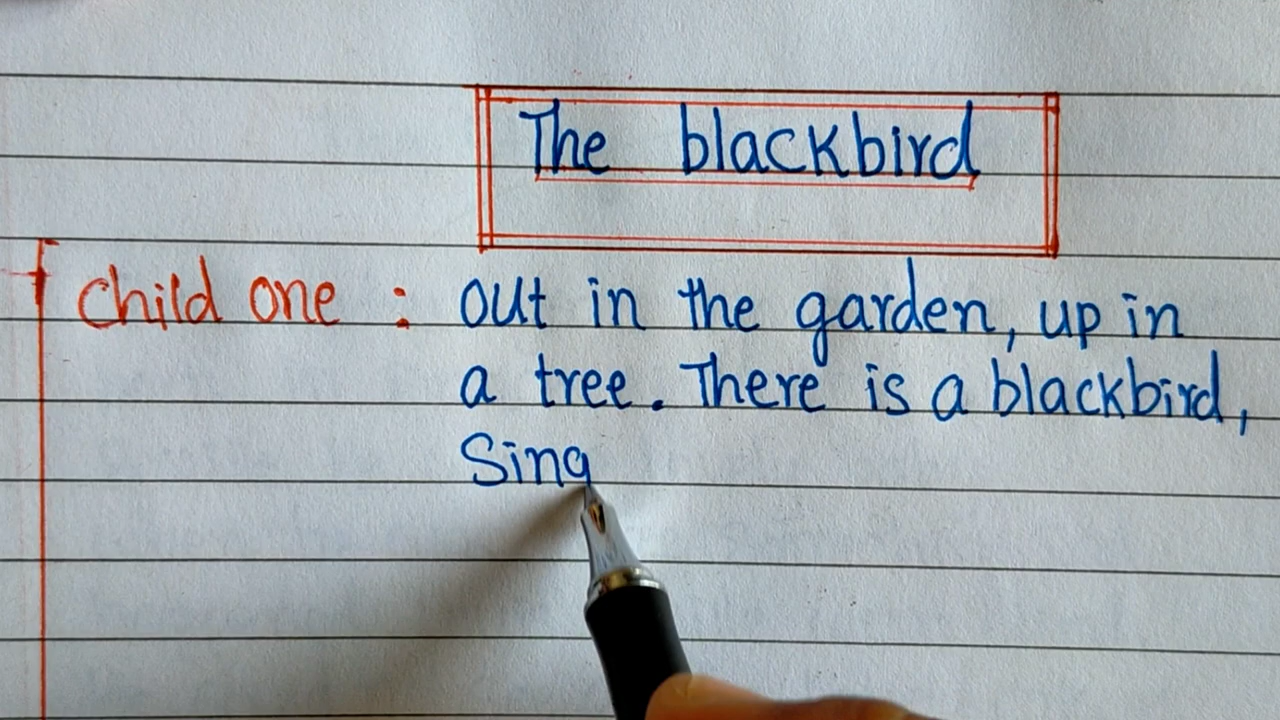 The blackbird
Child one : out in the garden, up in
a tree. There is a blackbird,
Sing